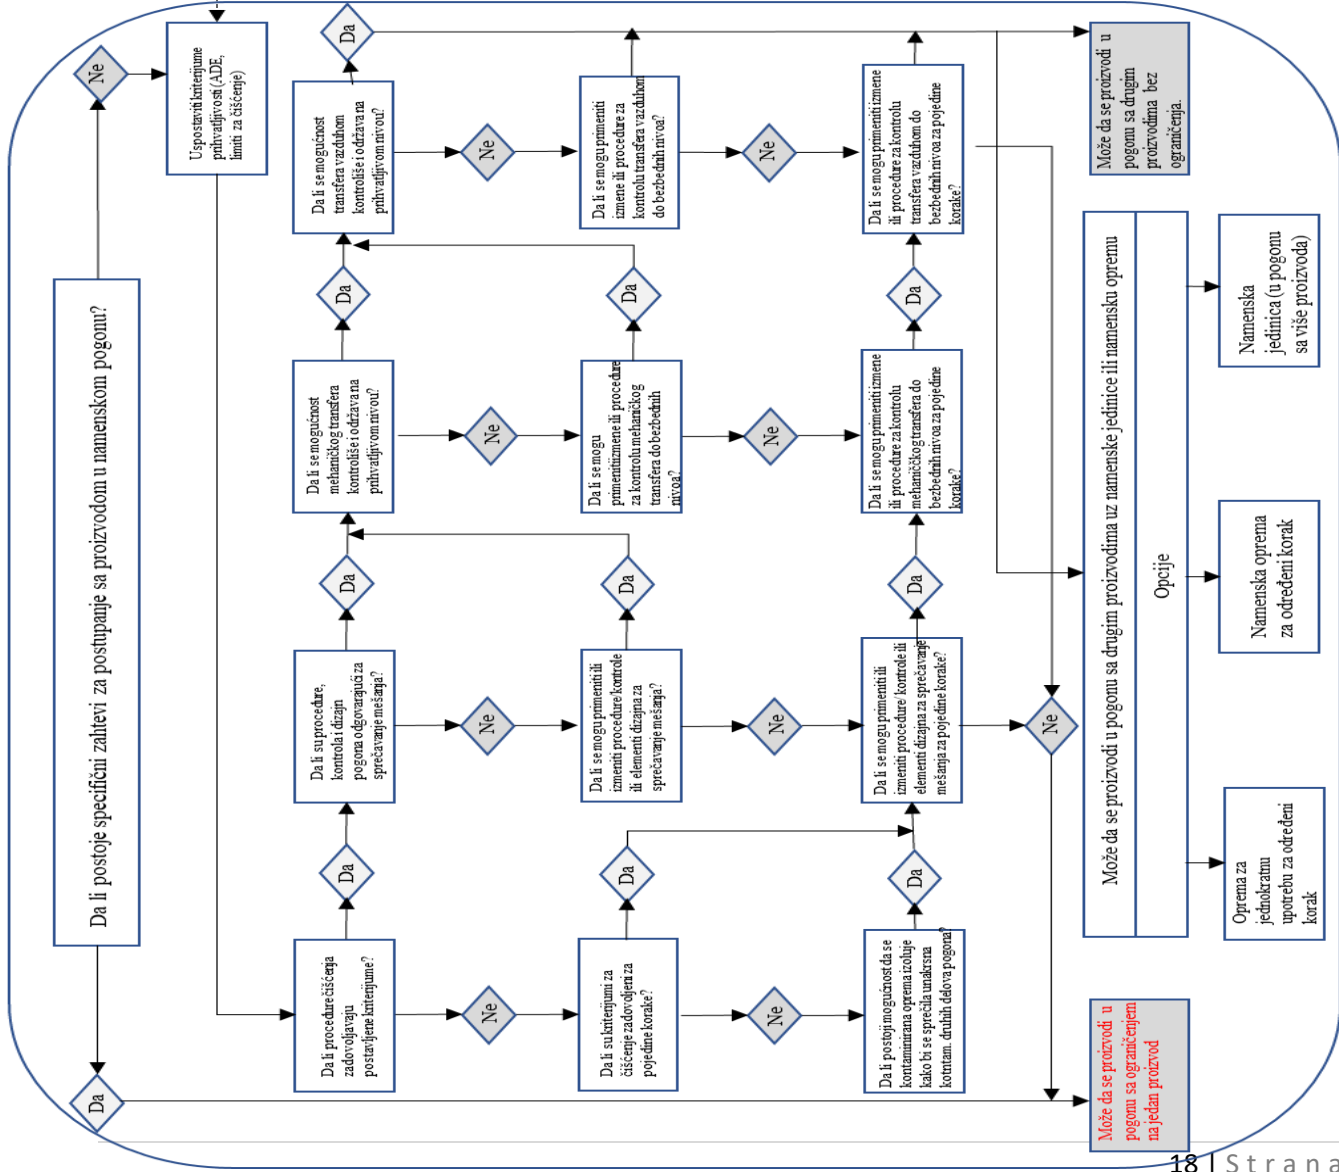 Da li postoje specifični zahtevi za postupanje sa proizvodom u namenskom pogonu?
Da
Ne
Uspostaviti kriterijume
prihvatljivosti (ADE,
limiti za čišćenje)
Da li procedure čišćenja
zadovoljavaju
postavljene kriterijume?
Da
Da li su procedure,
kontrola i dizajn
pogona odgovarajući za
sprečavanje mešanja?
Da
Da li se mogućnost
mehaničkog transfera
kontroliše i održava na
prihvatljivom nivou?
Da
Da li se mogućnost
transfera vazduhom
kontroliše i održava na
prihvatljivom nivou?
Da
Ne
Ne
Ne
Ne
Da li su kriterijumi za
čišćenje zadovoljeni za
pojedine korake?
Da
Da li se mogu primeniti ili
izmeniti procedure/kontrole
ili elementi dizajna za
sprečavanje mešanja?
Da
Da li se mogu
primeniti izmene ili procedure
za kontrolu mehaničkog
transfera do bezbednih
nivoa?
Da
Da li se mogu primeniti
izmene ili procedure za
kontrolu transfera vazduhom
do bezbednih nivoa?
Ne
Ne
Ne
Ne
Da li postoji mogućnost da se
kontaminirana oprema izoluje
kako bi se sprečila unakrsna
kotntam. druhih delova pogona?
Da
Da li se mogu primeniti ili
izmeniti procedure/ kontrole ili
elementi dizajna za sprečavanje
mešanja za pojedine korake?
Da
Da li se mogu primeniti izmene
ili procedure za kontrolu
mehaniččkog transfera do
bezbednih nivoa za pojedine
korake?
Da
Da li se mogu primeniti izmene
ili procedure za kontrolu
transfera vazduhom do
bezbednih nivoa za pojedine
korake?
Ne
Može da se proizvodi u
pogonu sa ograničenjem
na jedan proizvod
Može da se proizvodi u pogonu sa drugim proizvodima uz namenske jedinice ili namensku opremu
Opcije
Može da se proizvodi u
pogonu sa drugim
proizvodima bez
ograničenja.
Oprema za
jednokratnu
upotrebu za određeni
korak
Namenska oprema
za određeni korak
Namenska
jedinica (u pogonu
sa više proizvoda)
18 | Strana